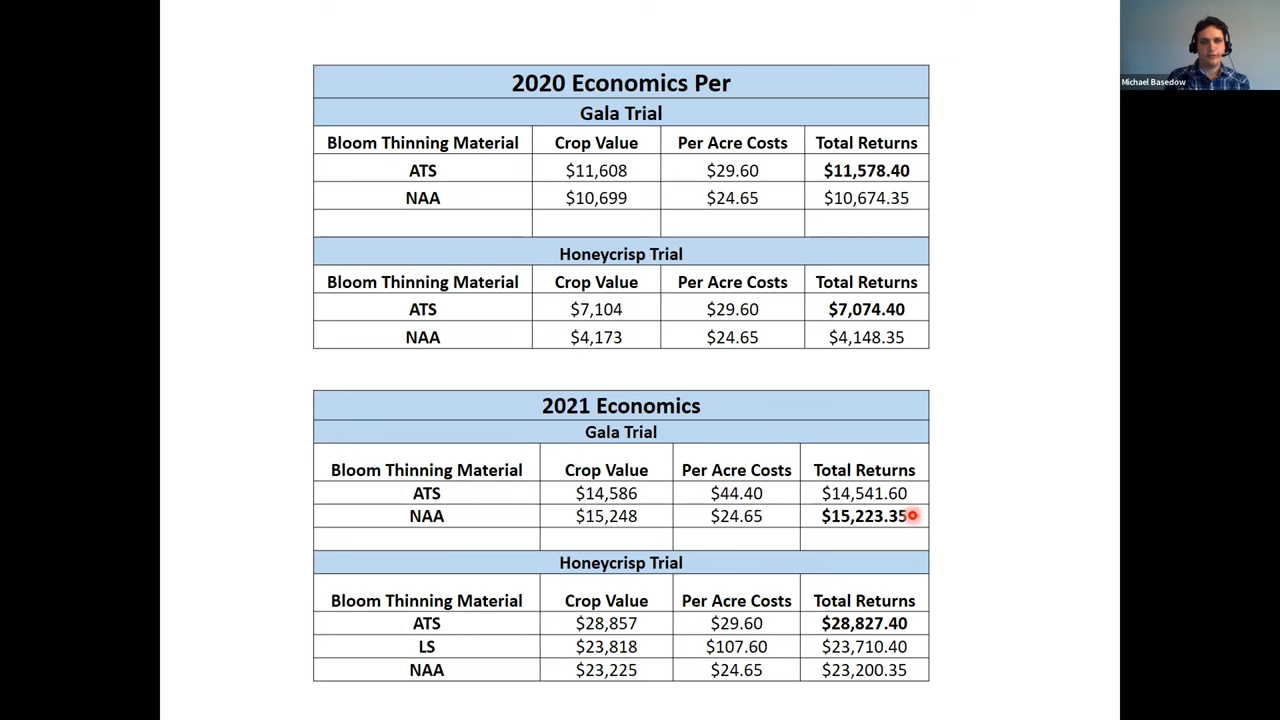 Michael Basedow
2020 Economics Per
Gala Trial
Bloom Thinning Material Crop Value Per Acre Costs Total Returns
ATS $11,608 $29.60 $11,578.40
NAA $10,699 $24.65 $10,674.35
Honeycrisp Trial
Bloom Thinning Material Crop Value Per Acre Costs Total Returns
ATS $7,104 $29.60 $7,074.40
NAA $4,173 $24.65 $4,148.35
2021 Economics
Gala Trial
Bloom Thinning Material Crop Value Per Acre Costs Total Returns
ATS $14,586 $44.40 $14,541.60
NAA $15,248 $24.65 $15,223.35
Honeycrisp Trial
Bloom Thinning Material Crop Value Per Acre Costs Total Returns
ATS $28,857 $29.60 $28,827.40
LS $23,818 $107.60 $23,710.40
NAA $23,225 $24.65 $23,200.35